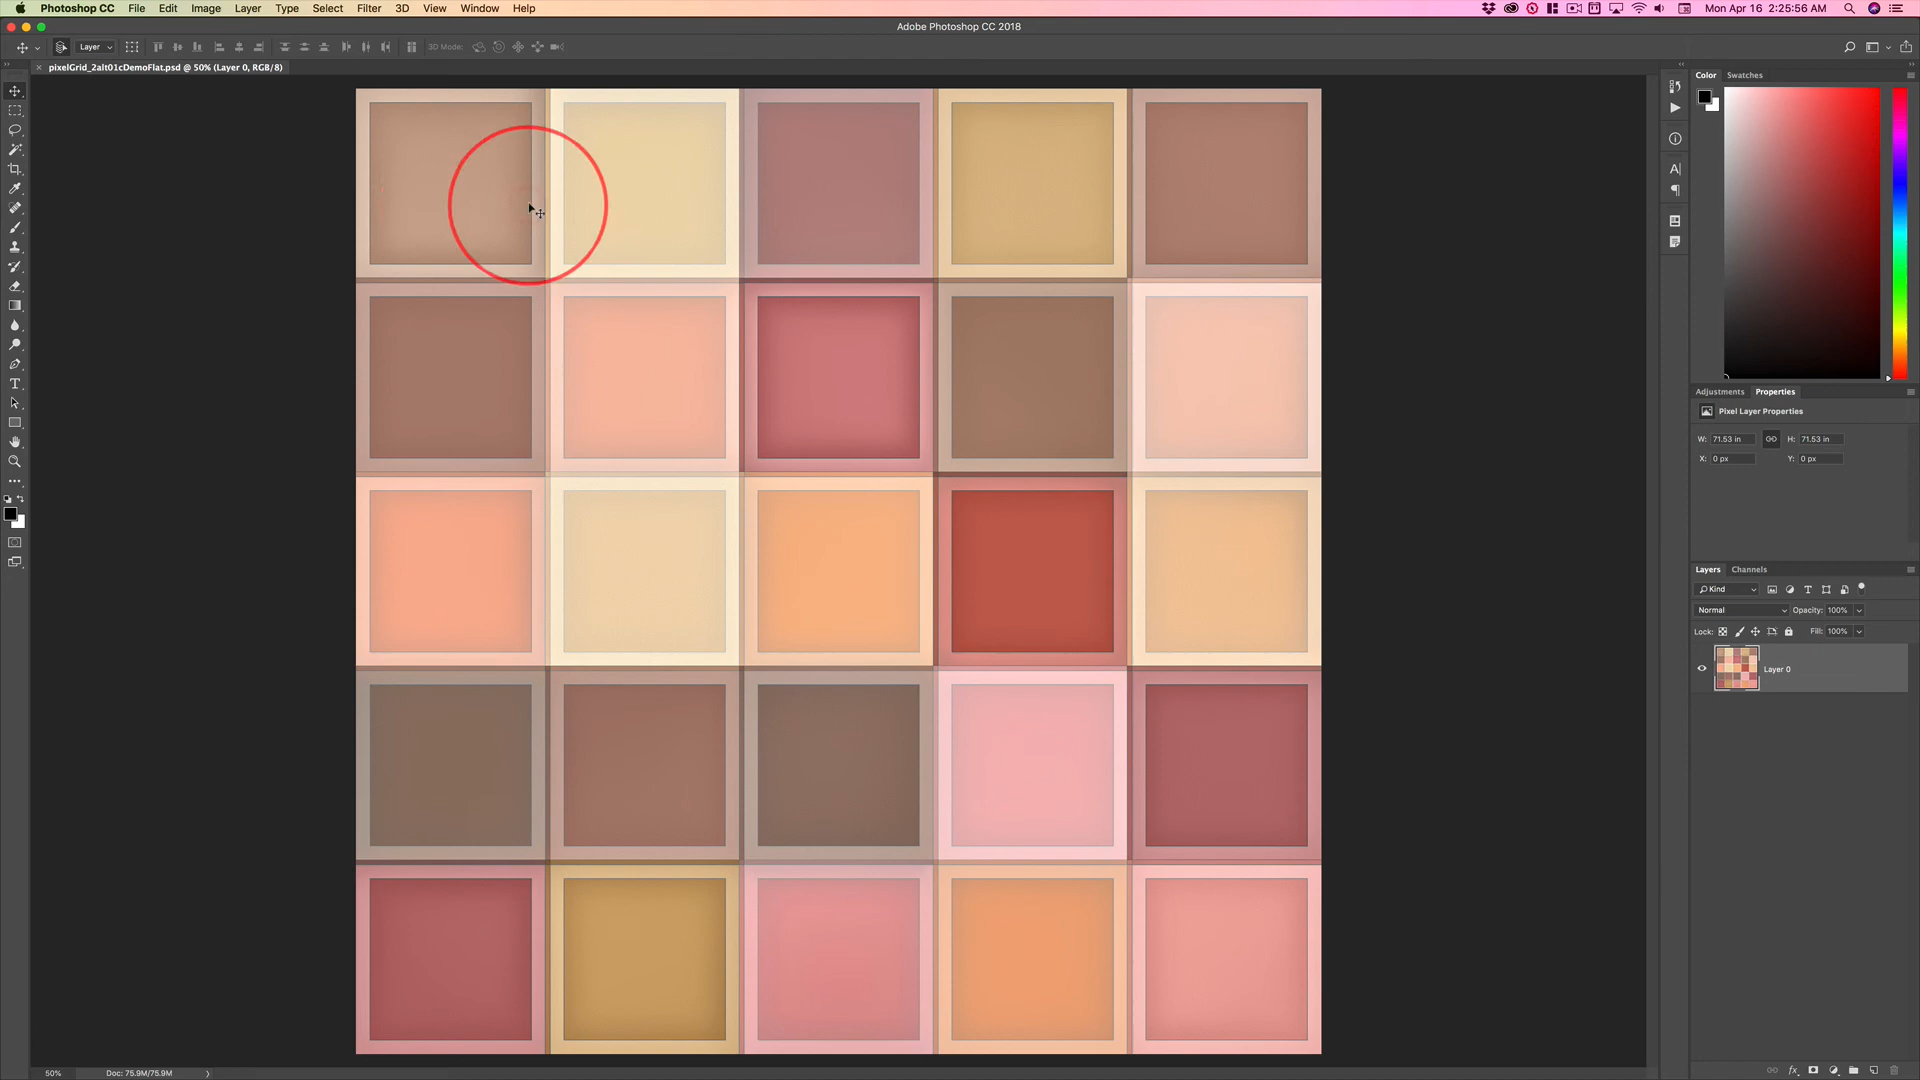 Photoshop CC File Edit Image Layer Type Select Filter 3D View Window Help Mon Apr 16 2:25:56 AM
Adobe Photoshop CC 2018
Layer 3D Mode:
pixelGrid_2alt01cDemoFlat.psd @ 50% (Layer 0, RGB/8)
Color Swatches
Adjustments Properties
Pixel Layer Properties
W: 71.53 in H: 71.53 in
X: 0 px Y: 0 px
Layers Channels
Kind
Normal Opacity: 100%
Lock: Fill: 100%
Layer 0
50% Doc: 75.9M/75.9M